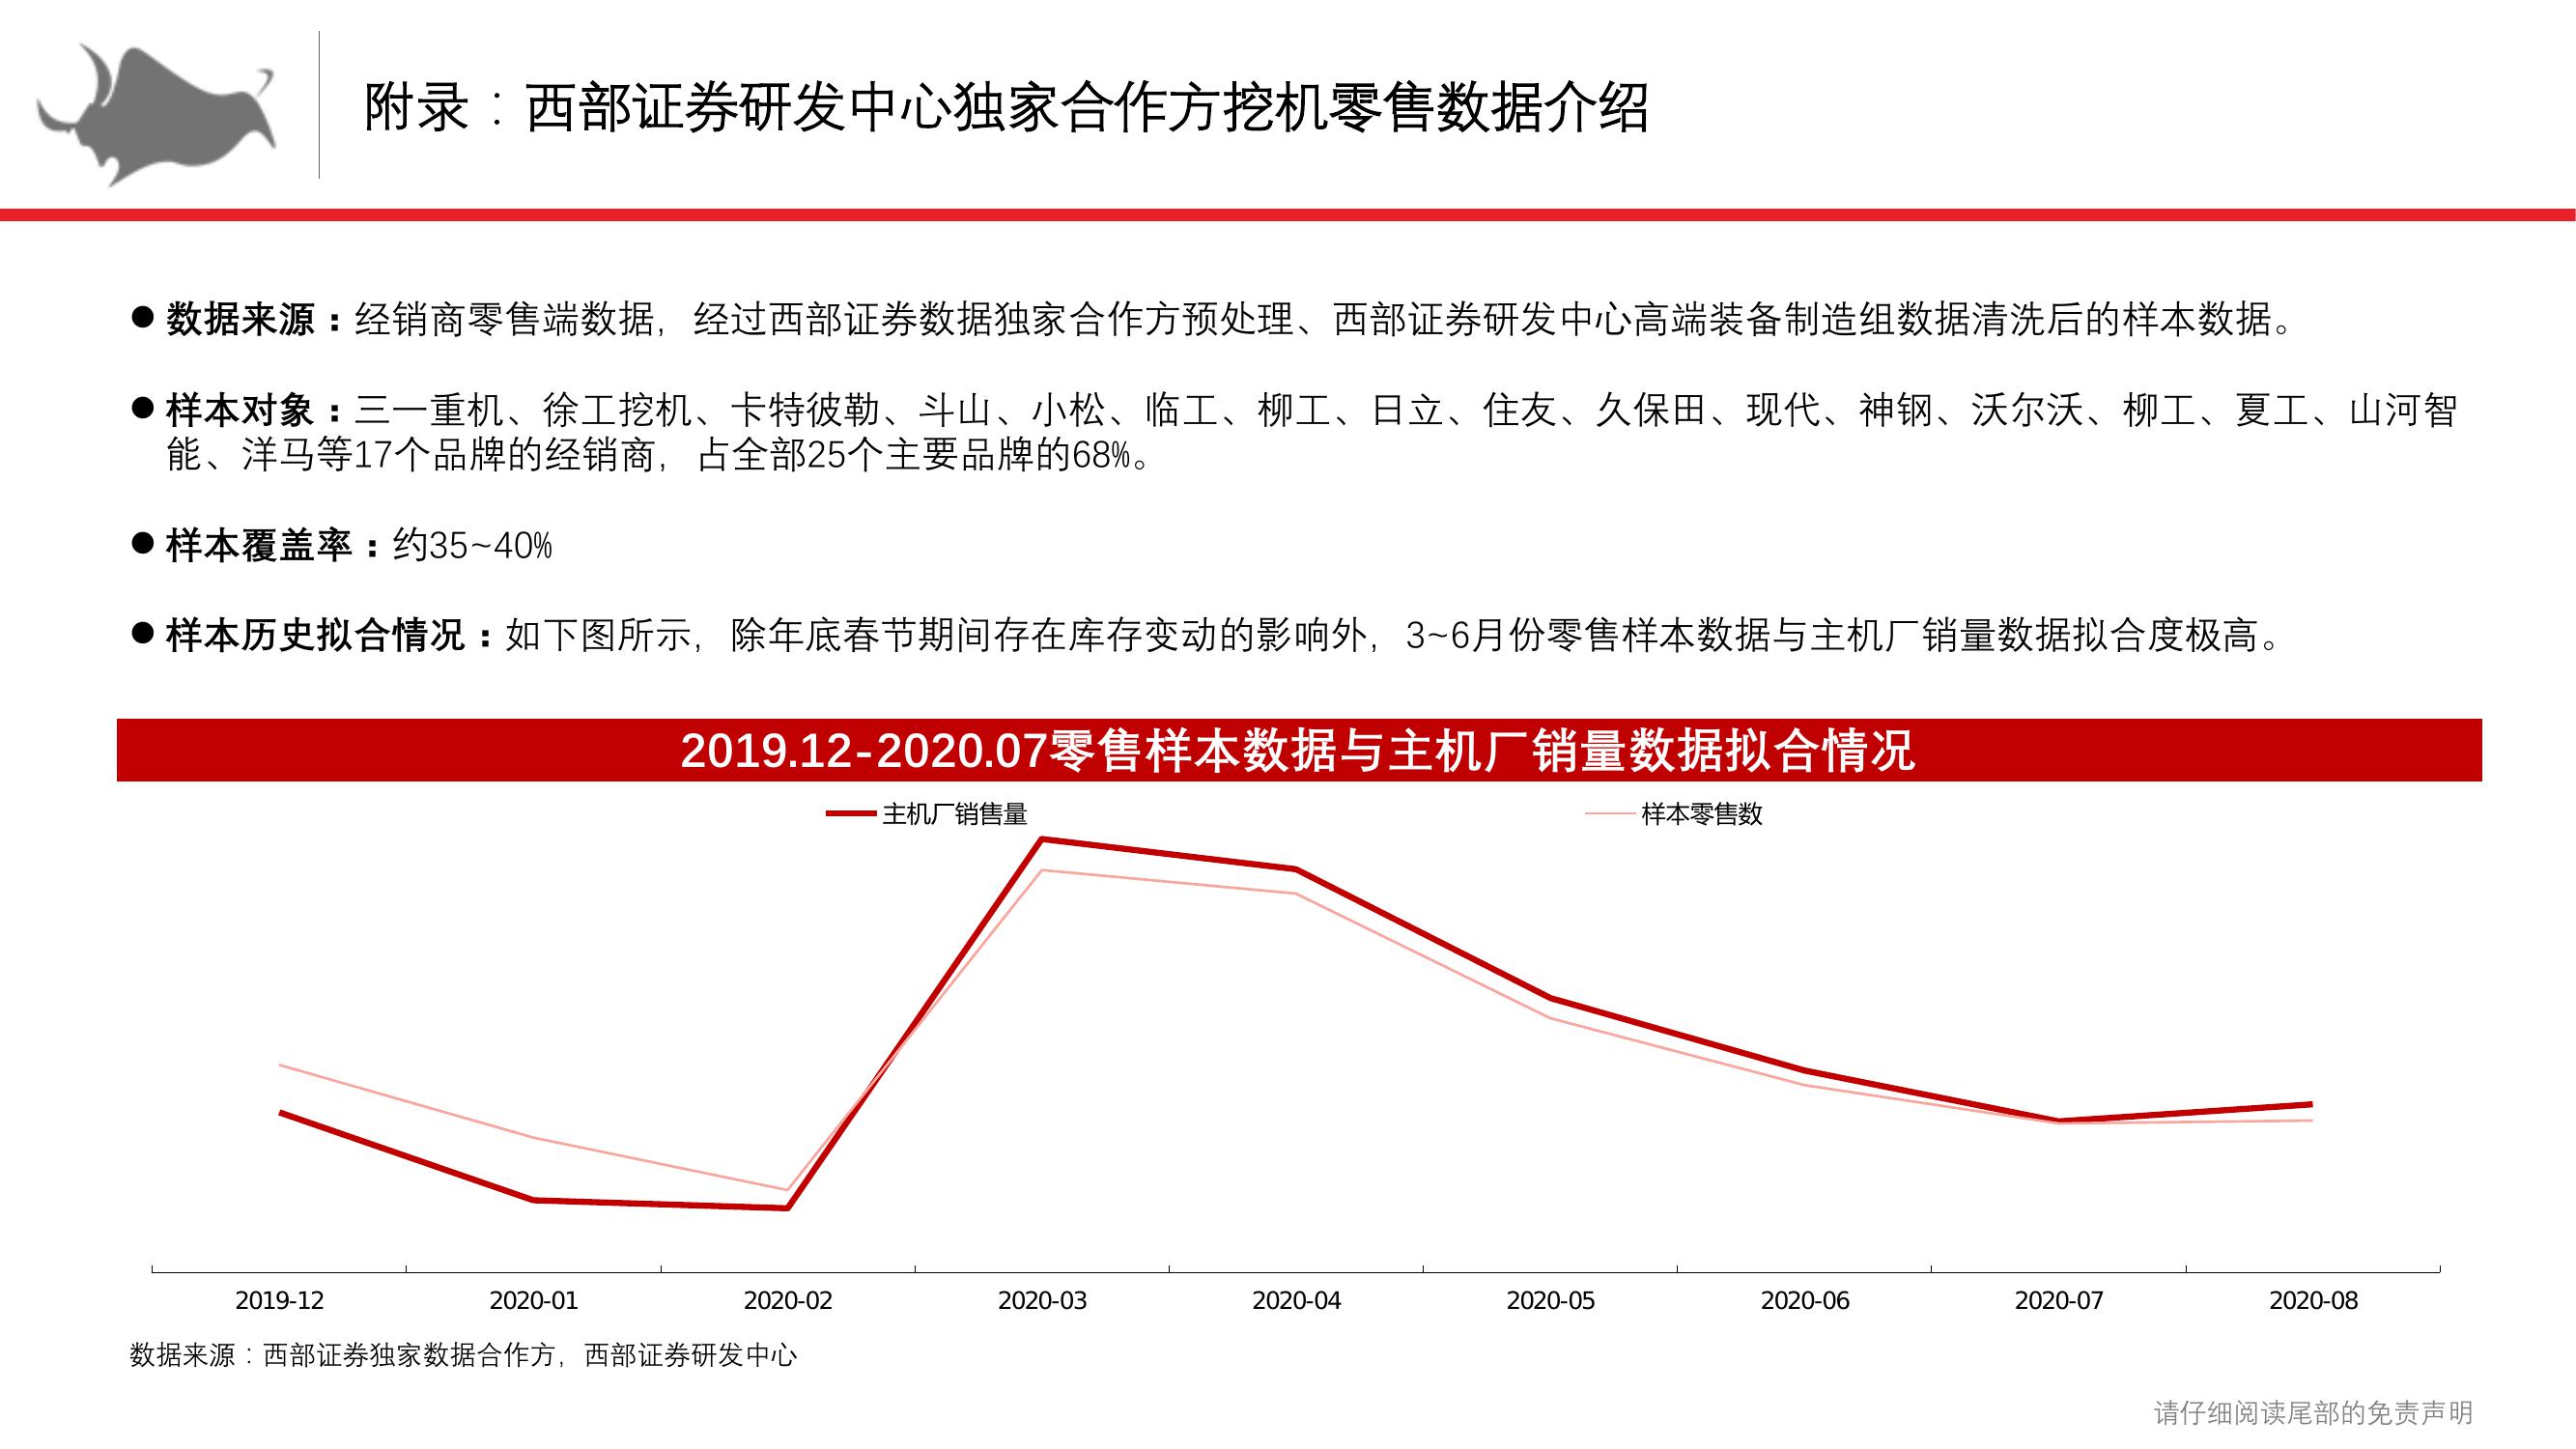 附录：西部证券研发中心独家合作方挖机零售数据介绍
● 数据来源：经销商零售端数据，经过西部证券数据独家合作方预处理、西部证券研发中心高端装备制造组数据清洗后的样本数据。
● 样本对象：三一重机、徐工挖机、卡特彼勒、斗山、小松、临工、柳工、日立、住友、久保田、现代、神钢、沃尔沃、柳工、夏工、山河智
能、洋马等17个品牌的经销商，占全部25个主要品牌的68%。
● 样本覆盖率：约35~40%
● 样本历史拟合情况：如下图所示，除年底春节期间存在库存变动的影响外，3~6月份零售样本数据与主机厂销量数据拟合度极高。
2019.12-2020.07零售样本数据与主机厂销量数据拟合情况
主机厂销售量 样本零售数
2019-12 2020-01 2020-02 2020-03 2020-04 2020-05 2020-06 2020-07 2020-08
数据来源：西部证券独家数据合作方，西部证券研发中心
请仔细阅读尾部的免责声明